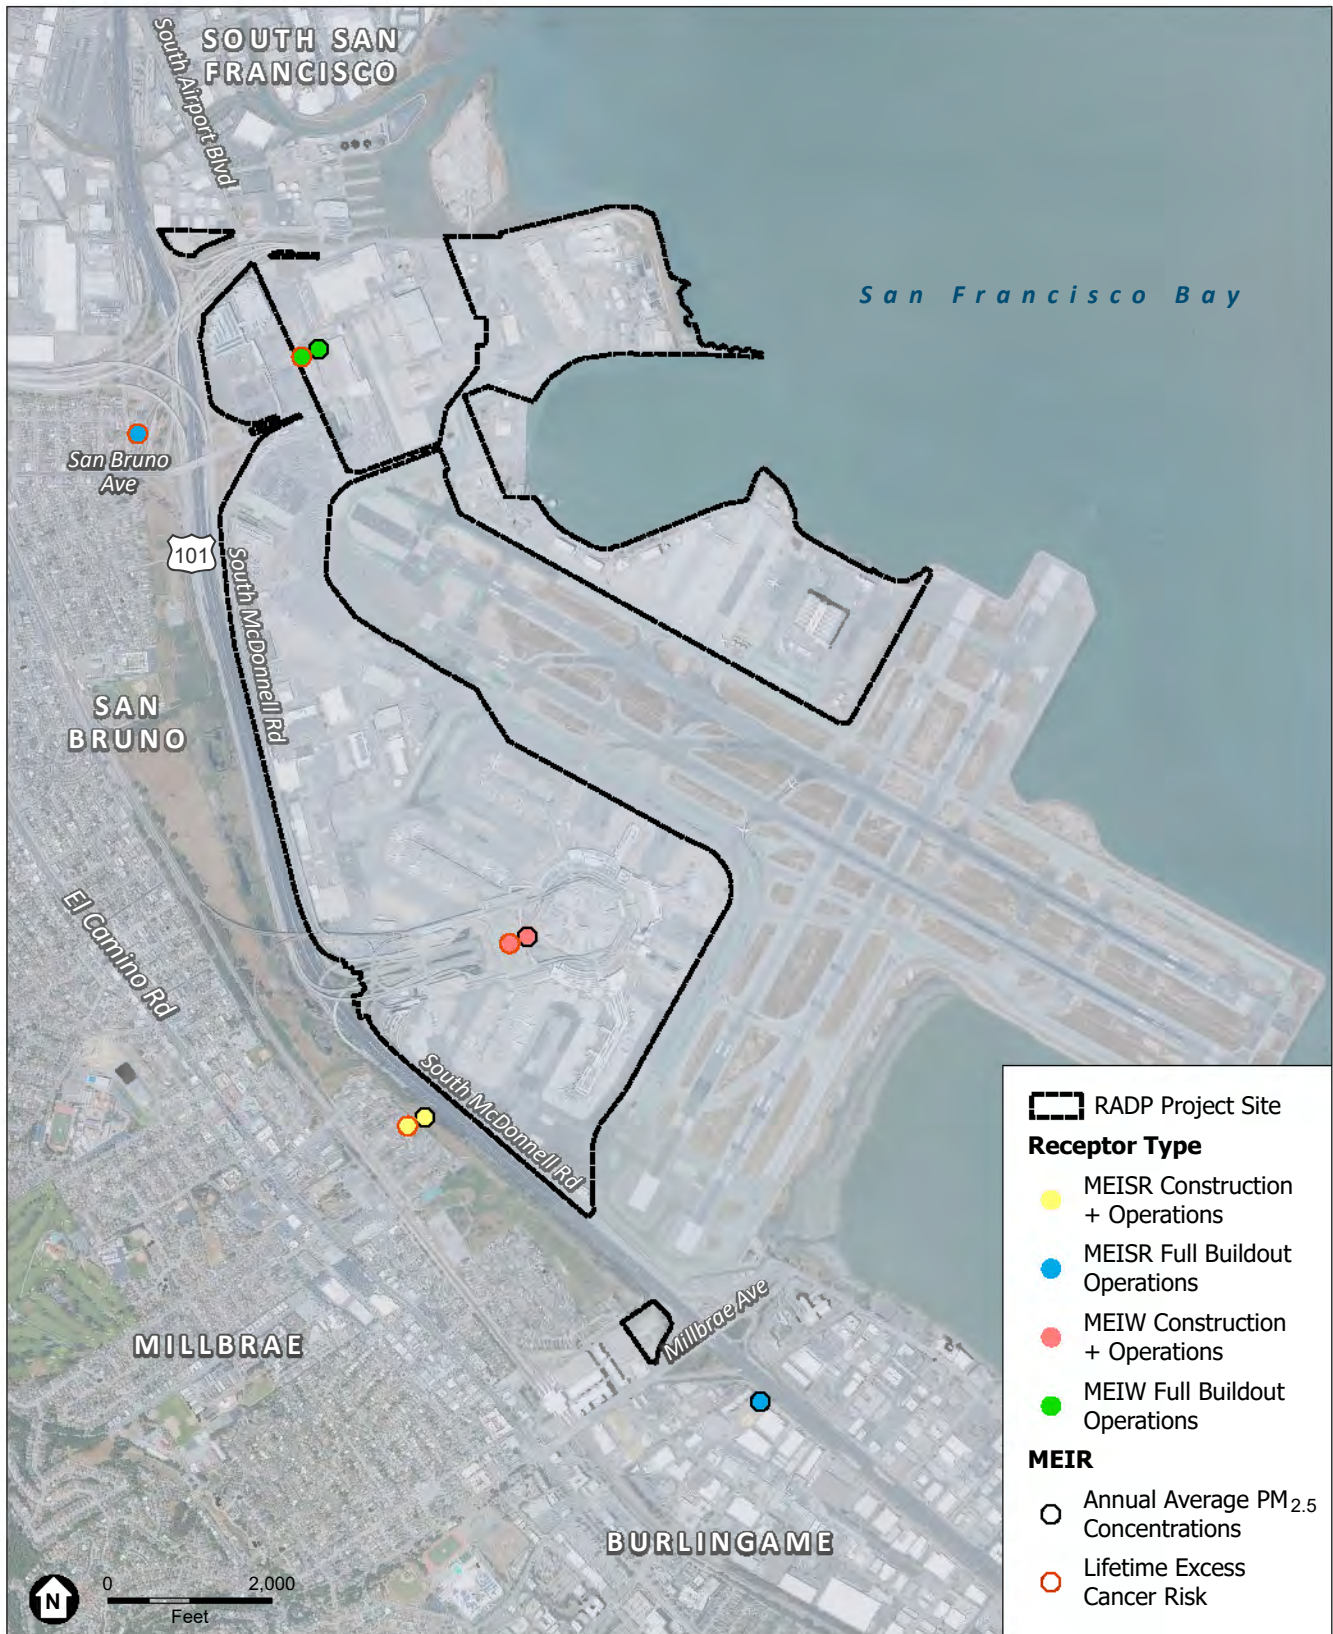 SOUTH SAN
FRANCISCO
South Airport Blvd
San Francisco Bay
San Bruno
Ave
101
South McDonnell Rd
SAN
BRUNO
El Camino Rd
South McDonnell Rd
Millbrae Ave
MILLBRAE
BURLINGAME
N
0 2,000
Feet
RADP Project Site
Receptor Type
MEISR Construction
+ Operations
MEISR Full Buildout
Operations
MEIW Construction
+ Operations
MEIW Full Buildout
Operations
MEIR
Annual Average PM2.5
Concentrations
Lifetime Excess
Cancer Risk